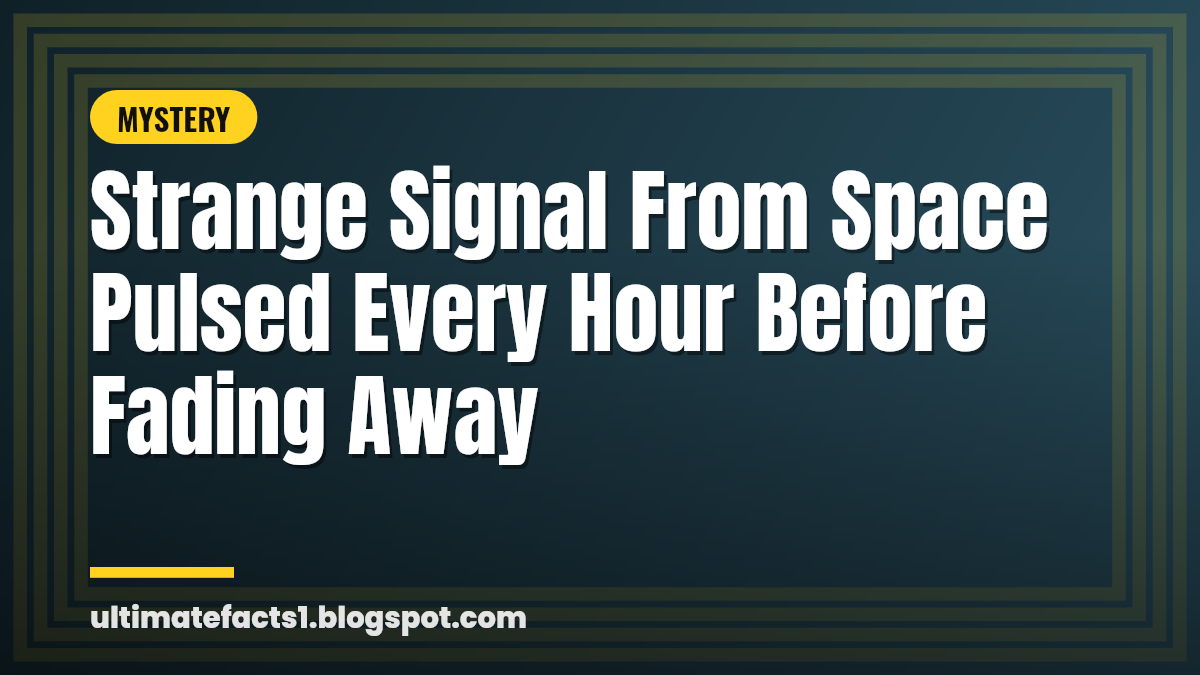 MYSTERY
Strange Signal From Space
Pulsed Every Hour Before
Fading Away
ultimatefacts1.blogspot.com